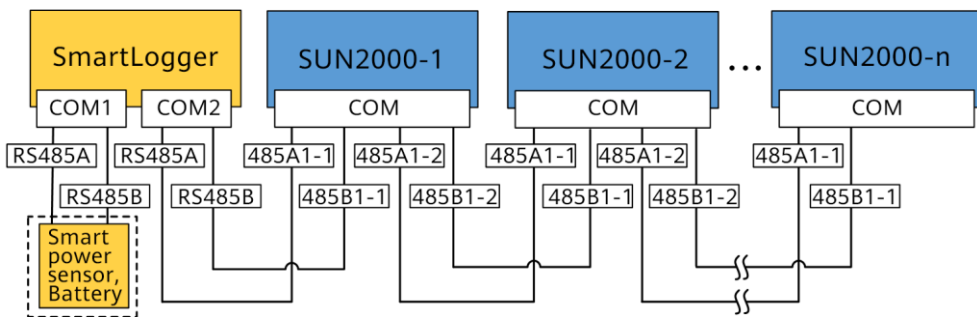 SmartLogger
SUN2000-1
SUN2000-2
...
SUN2000-n
COM1
COM2
COM
COM
COM
RS485A
RS485A
485A1-1
485A1-2
485A1-1
485A1-2
485A1-1
RS485B
RS485B
485B1-1
485B1-2
485B1-1
485B1-2
485B1-1
Smart
power
sensor,
Battery